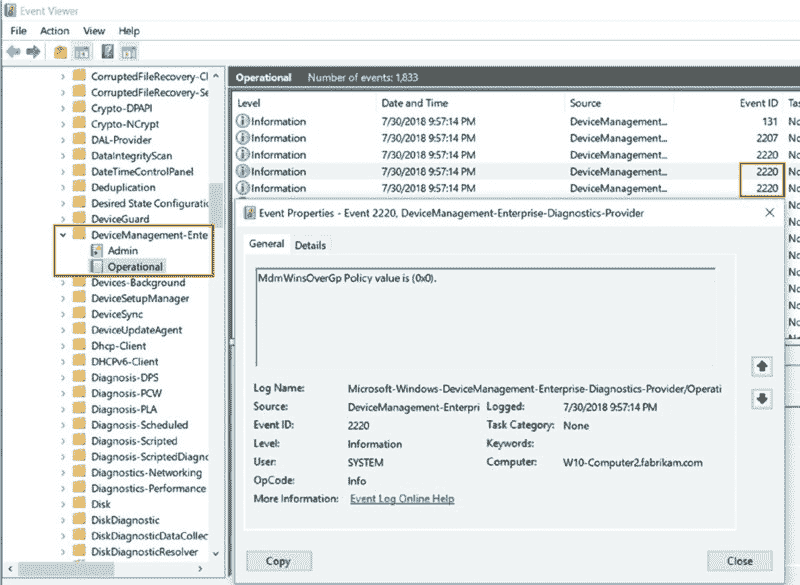 Event Viewer
File Action View Help
CorruptedFileRecovery-Cl
CorruptedFileRecovery-Se
Crypto-DPAPI
Crypto-NCrypt
DAL-Provider
DataIntegrityScan
DateTimeControlPanel
Deduplication
Desired State Configuratic
DeviceGuard
DeviceManagement-Ente
Admin
Operational
Devices-Background
DeviceSetupManager
DeviceSync
DeviceUpdateAgent
Dhcp-Client
DHCPv6-Client
Diagnosis-DPS
Diagnosis-PCW
Diagnosis-PLA
Diagnosis-Scheduled
Diagnosis-Scripted
Diagnosis-ScriptedDiagno
Diagnostics-Networking
Diagnostics-Performance
Disk
DiskDiagnostic
DiskDiagnosticDataCollec
DiskDiagnosticResolver
Operational Number of events: 1,833
Level Date and Time Source Event ID Tas
Information 7/30/2018 9:57:14 PM DeviceManagement... 131 No
Information 7/30/2018 9:57:14 PM DeviceManagement... 2207 No
Information 7/30/2018 9:57:14 PM DeviceManagement... 2220 No
Information 7/30/2018 9:57:14 PM DeviceManagement... 2220 No
Information 7/30/2018 9:57:14 PM DeviceManagement... 2220 No
Event Properties - Event 2220, DeviceManagement-Enterprise-Diagnostics-Provider
General Details
MdmWinsOverGp Policy value is (0x0).
Log Name: Microsoft-Windows-DeviceManagement-Enterprise-Diagnostics-Provider/Operati
Source: DeviceManagement-Enterpri Logged: 7/30/2018 9:57:14 PM
Event ID: 2220 Task Category: None
Level: Information Keywords:
User: SYSTEM Computer: W10-Computer2.fabrikam.com
OpCode: Info
More Information: Event Log Online Help
Copy Close